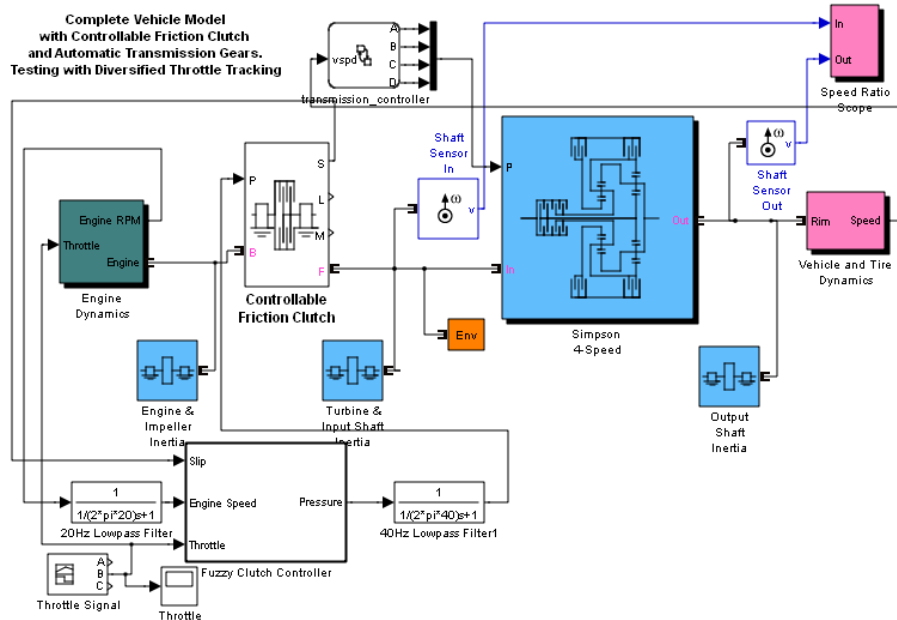 Complete Vehicle Model
with Controllable Friction Clutch
and Automatic Transmission Gears.
Testing with Diversified Throttle Tracking
vspd
A
B
C
D
transmission_controller
In
Out
Speed Ratio
Scope
Engine RPM
Throttle
Engine
Engine
Dynamics
P
B
S
L
M
F
Controllable
Friction Clutch
Shaft
Sensor
In
ω
v
P
In
Out
Simpson
4-Speed
ω
v
Shaft
Sensor
Out
Rim
Speed
Vehicle and Tire
Dynamics
Env
Engine &
Impeller
Inertia
Turbine &
Input Shaft
Inertia
Output
Shaft
Inertia
Slip
Engine Speed
Throttle
Pressure
Fuzzy Clutch Controller
1
1/(2*pi*20)s+1
20Hz Lowpass Filter
1
1/(2*pi*40)s+1
40Hz Lowpass Filter1
A
B
C
Throttle Signal
Throttle